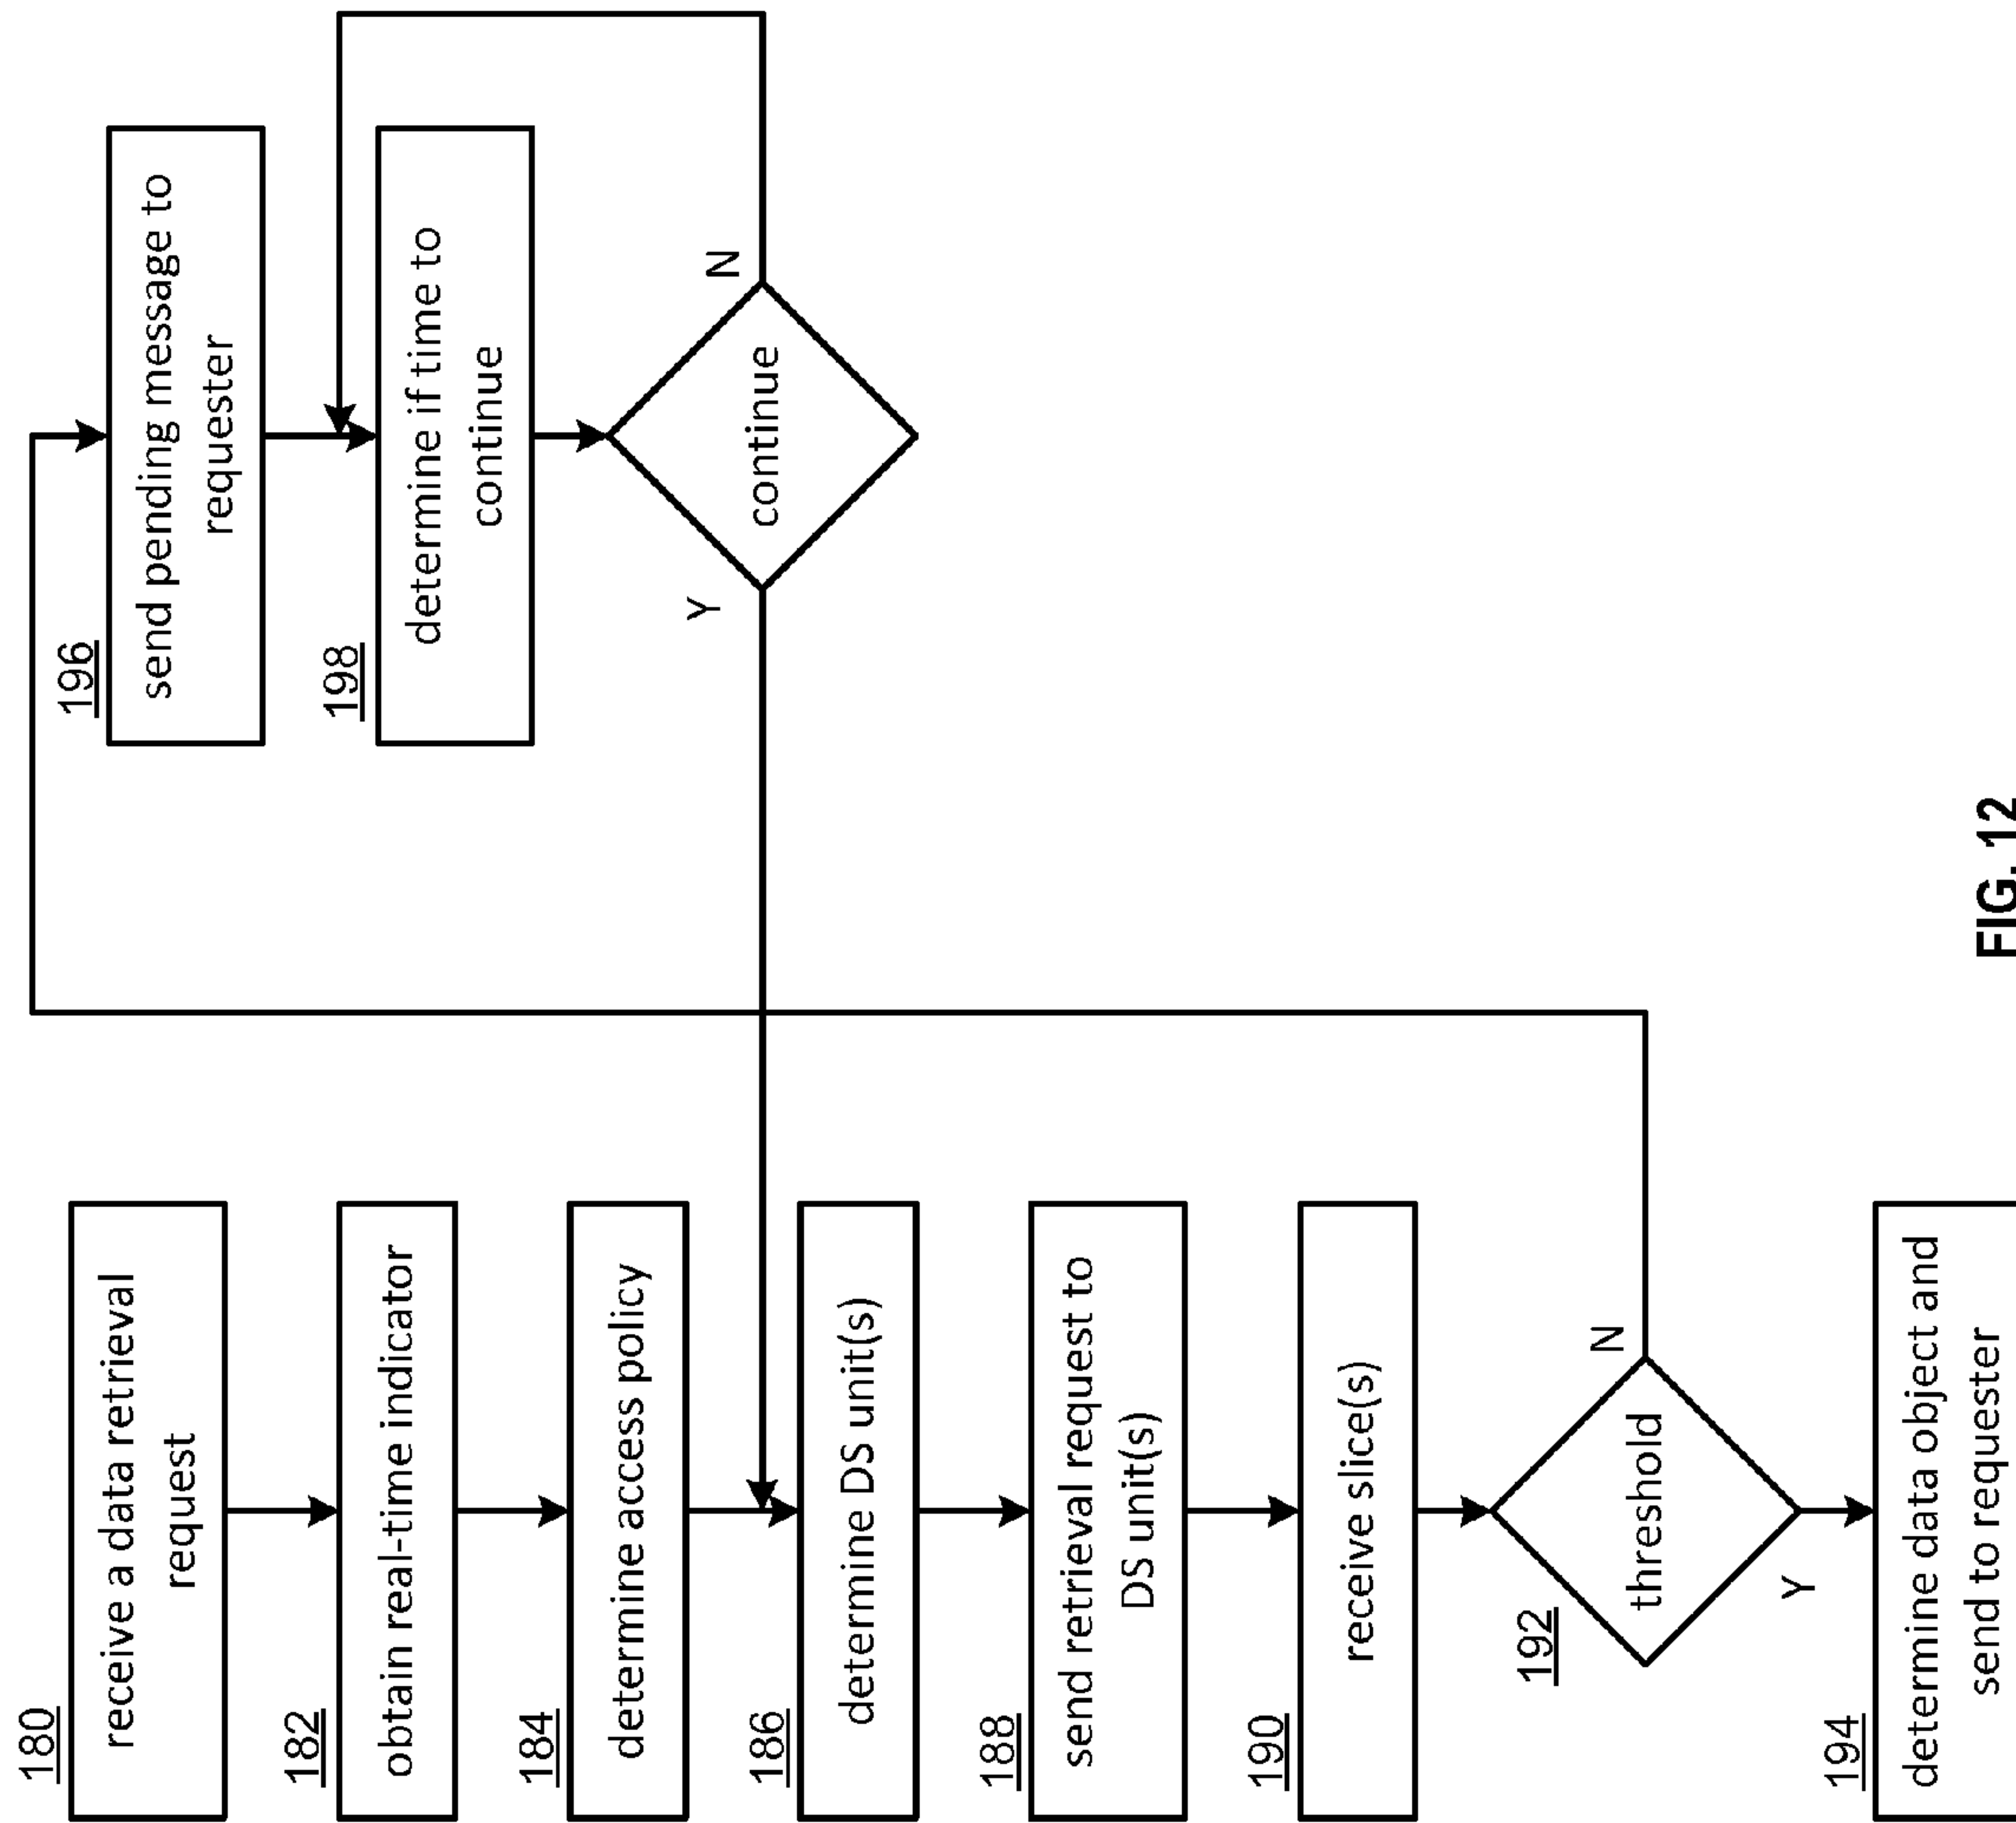 180
receive a data retrieval
request
182
obtain real-time indicator
184
determine access policy
186
determine DS unit(s)
188
send retrieval request to
DS unit(s)
190
receive slice(s)
192
threshold
N
Y
194
determine data object and
send to requester
196
send pending message to
requester
198
determine if time to
continue
continue
Y
N
FIG. 12